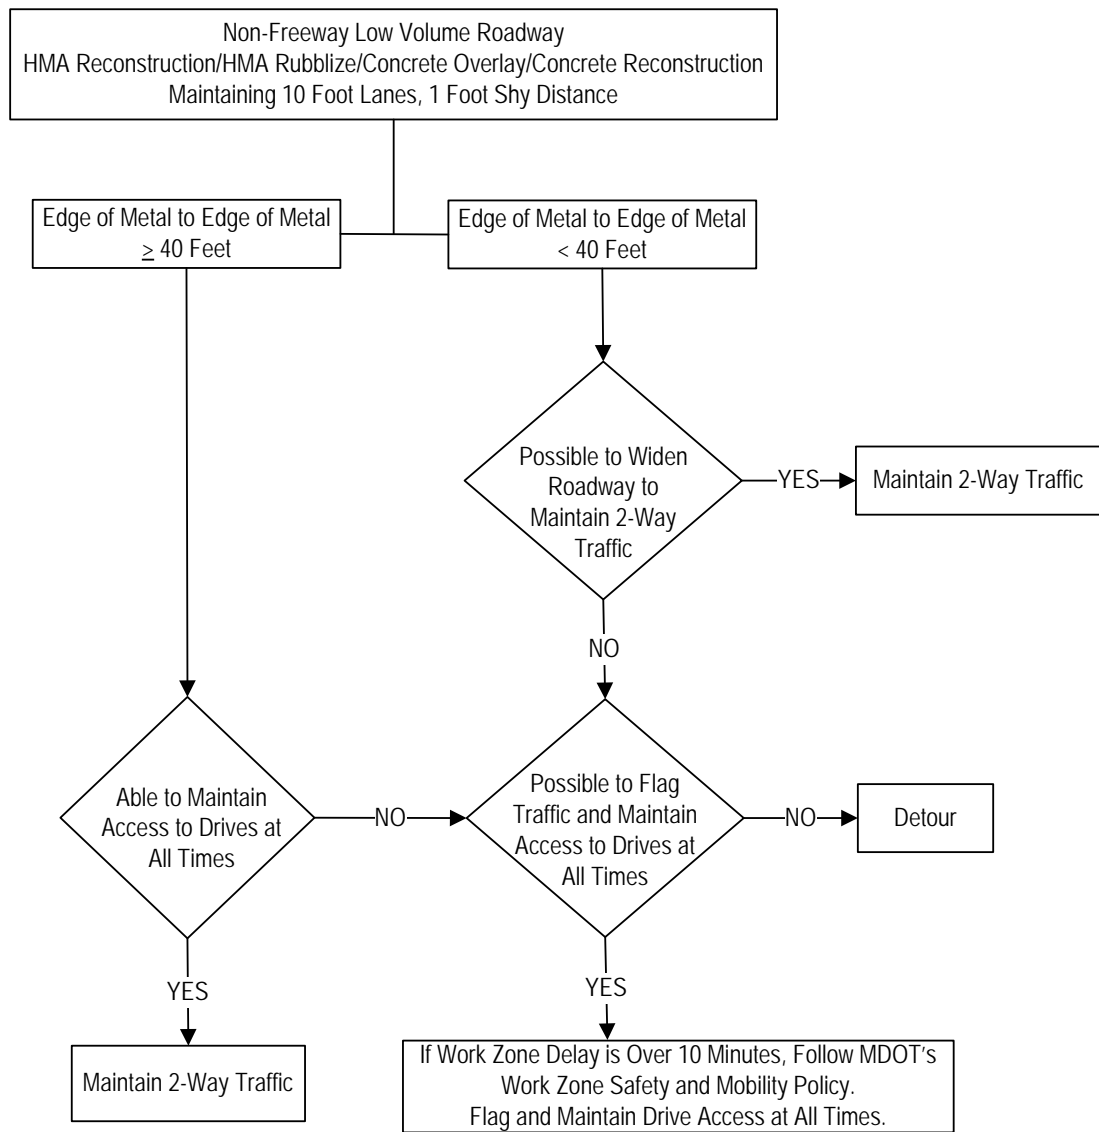 Non-Freeway Low Volume Roadway
HMA Reconstruction/HMA Rubblize/Concrete Overlay/Concrete Reconstruction
Maintaining 10 Foot Lanes, 1 Foot Shy Distance
Edge of Metal to Edge of Metal
≥ 40 Feet
Edge of Metal to Edge of Metal
< 40 Feet
Possible to Widen
Roadway to
Maintain 2-Way
Traffic
YES
Maintain 2-Way Traffic
NO
Able to Maintain
Access to Drives at
All Times
NO
Possible to Flag
Traffic and Maintain
Access to Drives at
All Times
NO
Detour
YES
Maintain 2-Way Traffic
YES
If Work Zone Delay is Over 10 Minutes, Follow MDOT's
Work Zone Safety and Mobility Policy.
Flag and Maintain Drive Access at All Times.